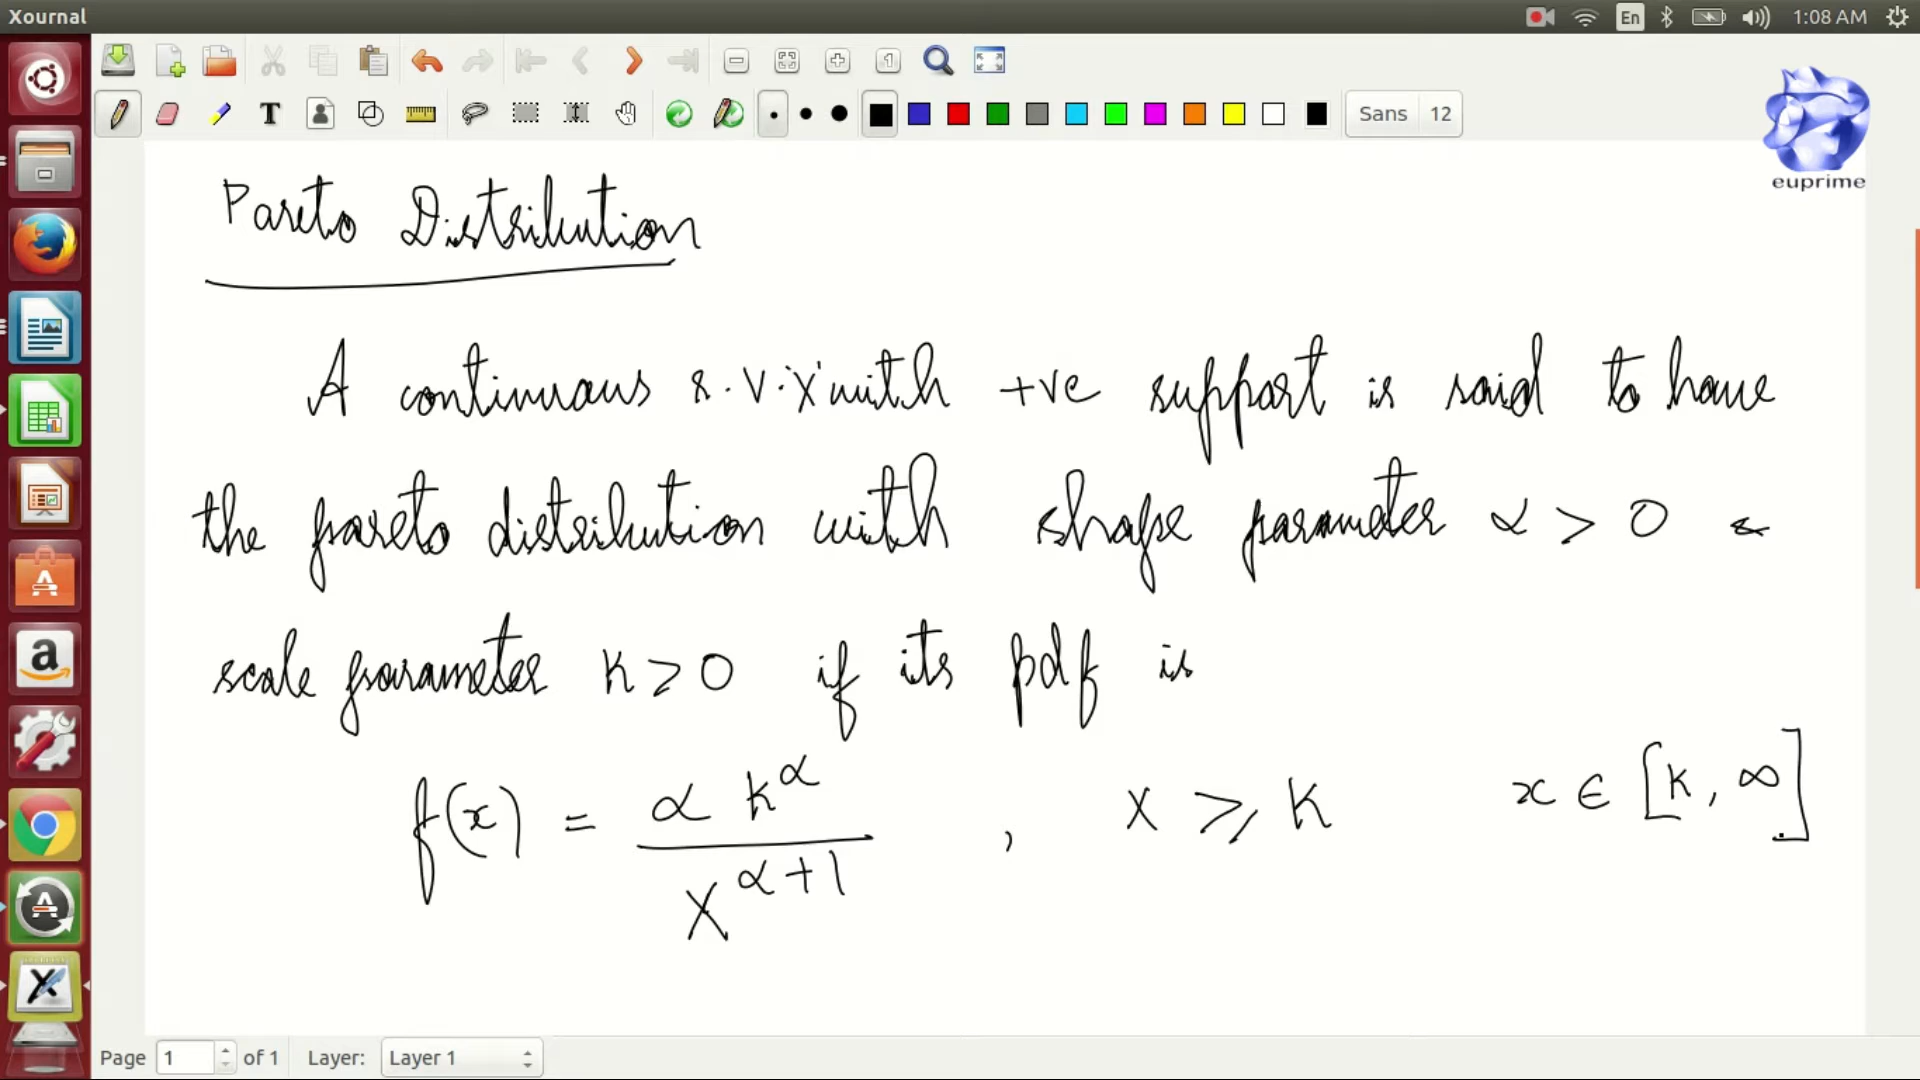 Xournal
En
1:08 AM
Sans 12
euprime
Pareto Distribution
A continuous r.v. 'X' with +ve support is said to have
the pareto distribution with shape parameter α > 0 &
scale parameter k > 0 if its pdf is
f(x) = α k^α / x^(α+1) , x ≥ k x ∈ [k, ∞]
Page 1 of 1 Layer: Layer 1